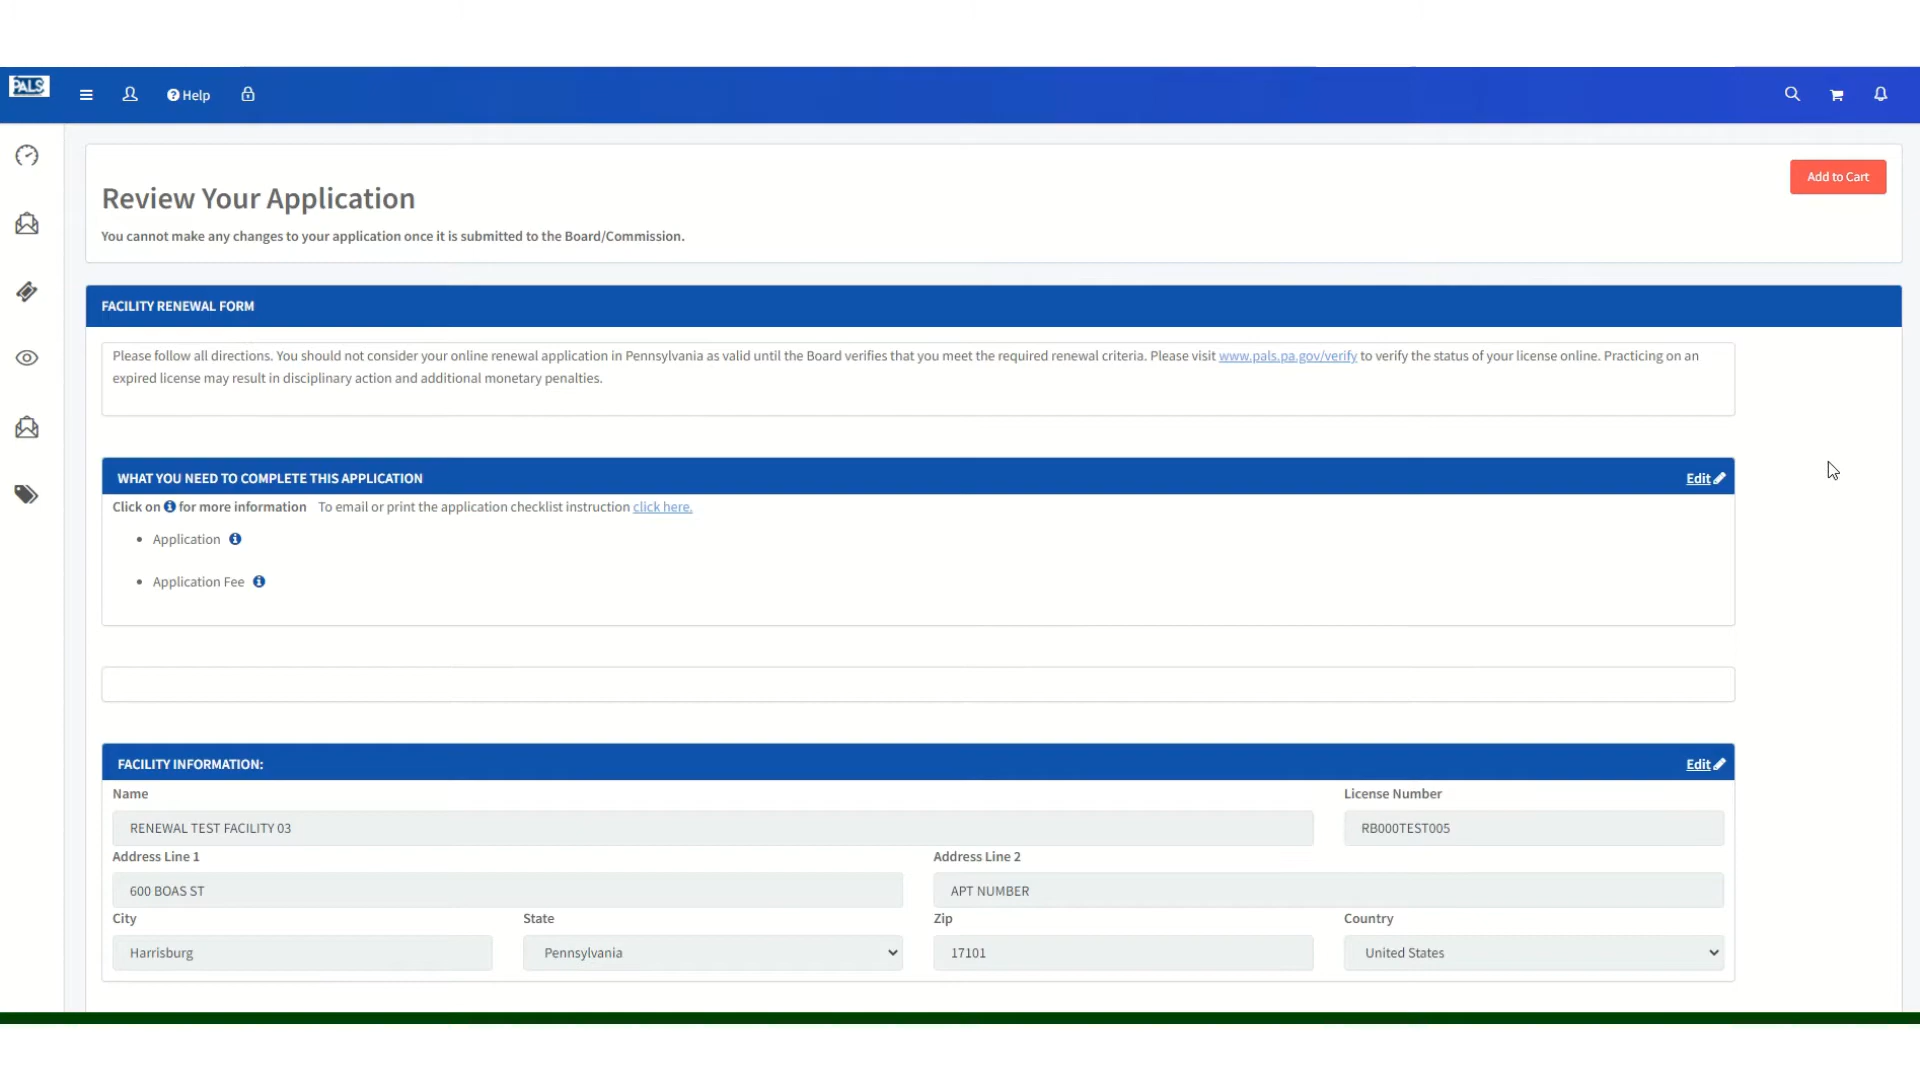 PALS
Help
Add to Cart
Review Your Application
You cannot make any changes to your application once it is submitted to the Board/Commission.
FACILITY RENEWAL FORM
Please follow all directions. You should not consider your online renewal application in Pennsylvania as valid until the Board verifies that you meet the required renewal criteria. Please visit www.pals.pa.gov/verify to verify the status of your license online. Practicing on an
expired license may result in disciplinary action and additional monetary penalties.
WHAT YOU NEED TO COMPLETE THIS APPLICATION Edit
Click on for more information To email or print the application checklist instruction click here.
• Application
• Application Fee
FACILITY INFORMATION: Edit
Name License Number
RENEWAL TEST FACILITY 03 RB000TEST005
Address Line 1 Address Line 2
600 BOAS ST APT NUMBER
City State Zip Country
Harrisburg Pennsylvania 17101 United States